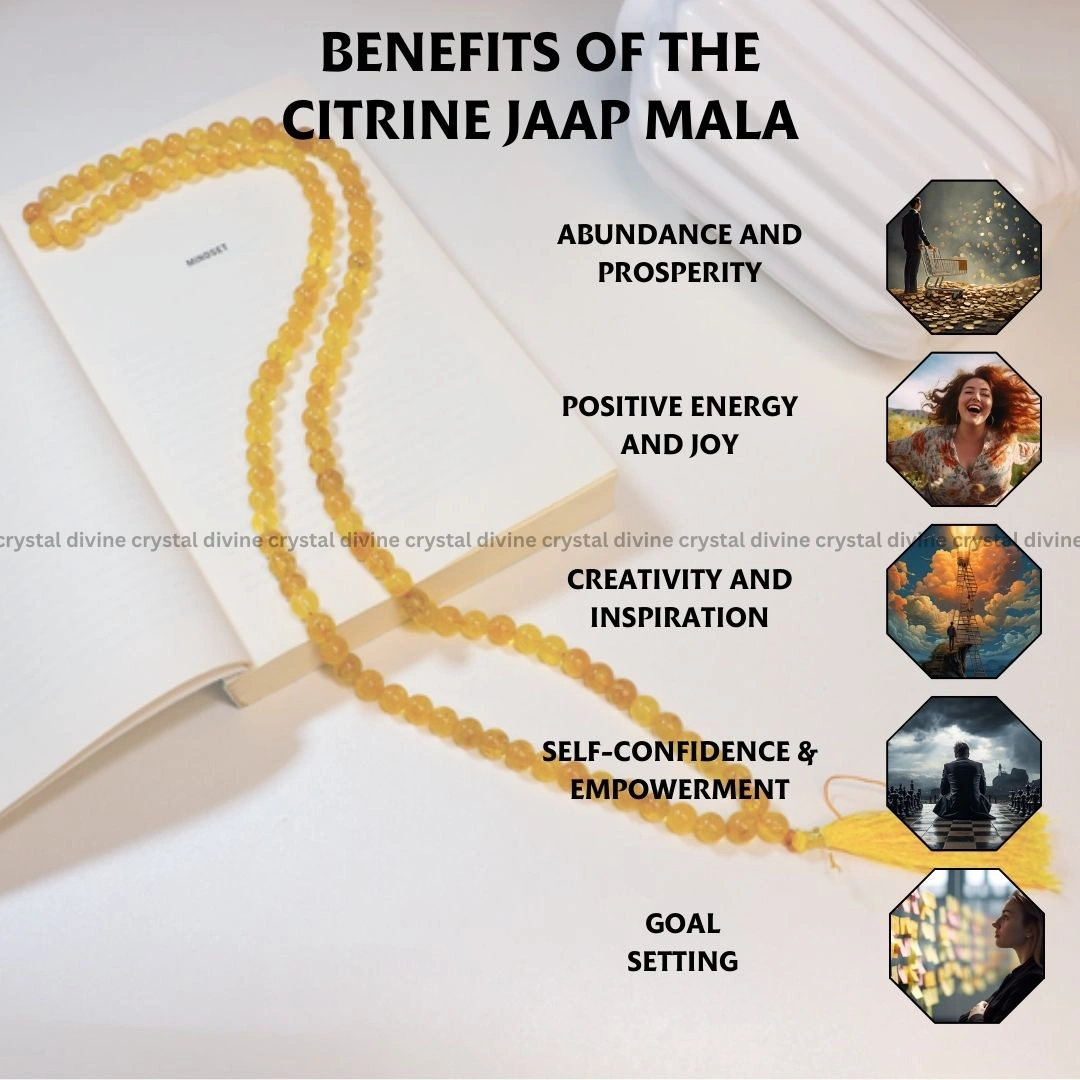 BENEFITS OF THE
CITRINE JAAP MALA
MINDSET
ABUNDANCE AND
PROSPERITY
POSITIVE ENERGY
AND JOY
crystal divine crystal divine crystal divine crystal divine crystal divine crystal divine crystal divine crystal divine
CREATIVITY AND
INSPIRATION
SELF-CONFIDENCE &
EMPOWERMENT
GOAL
SETTING